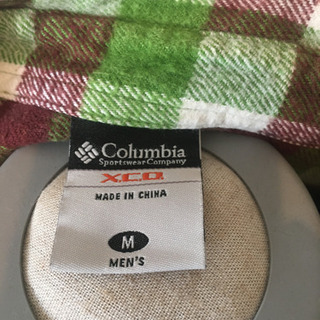 Columbia
Sportswear Company
XCO
MADE IN CHINA
M
MEN'S